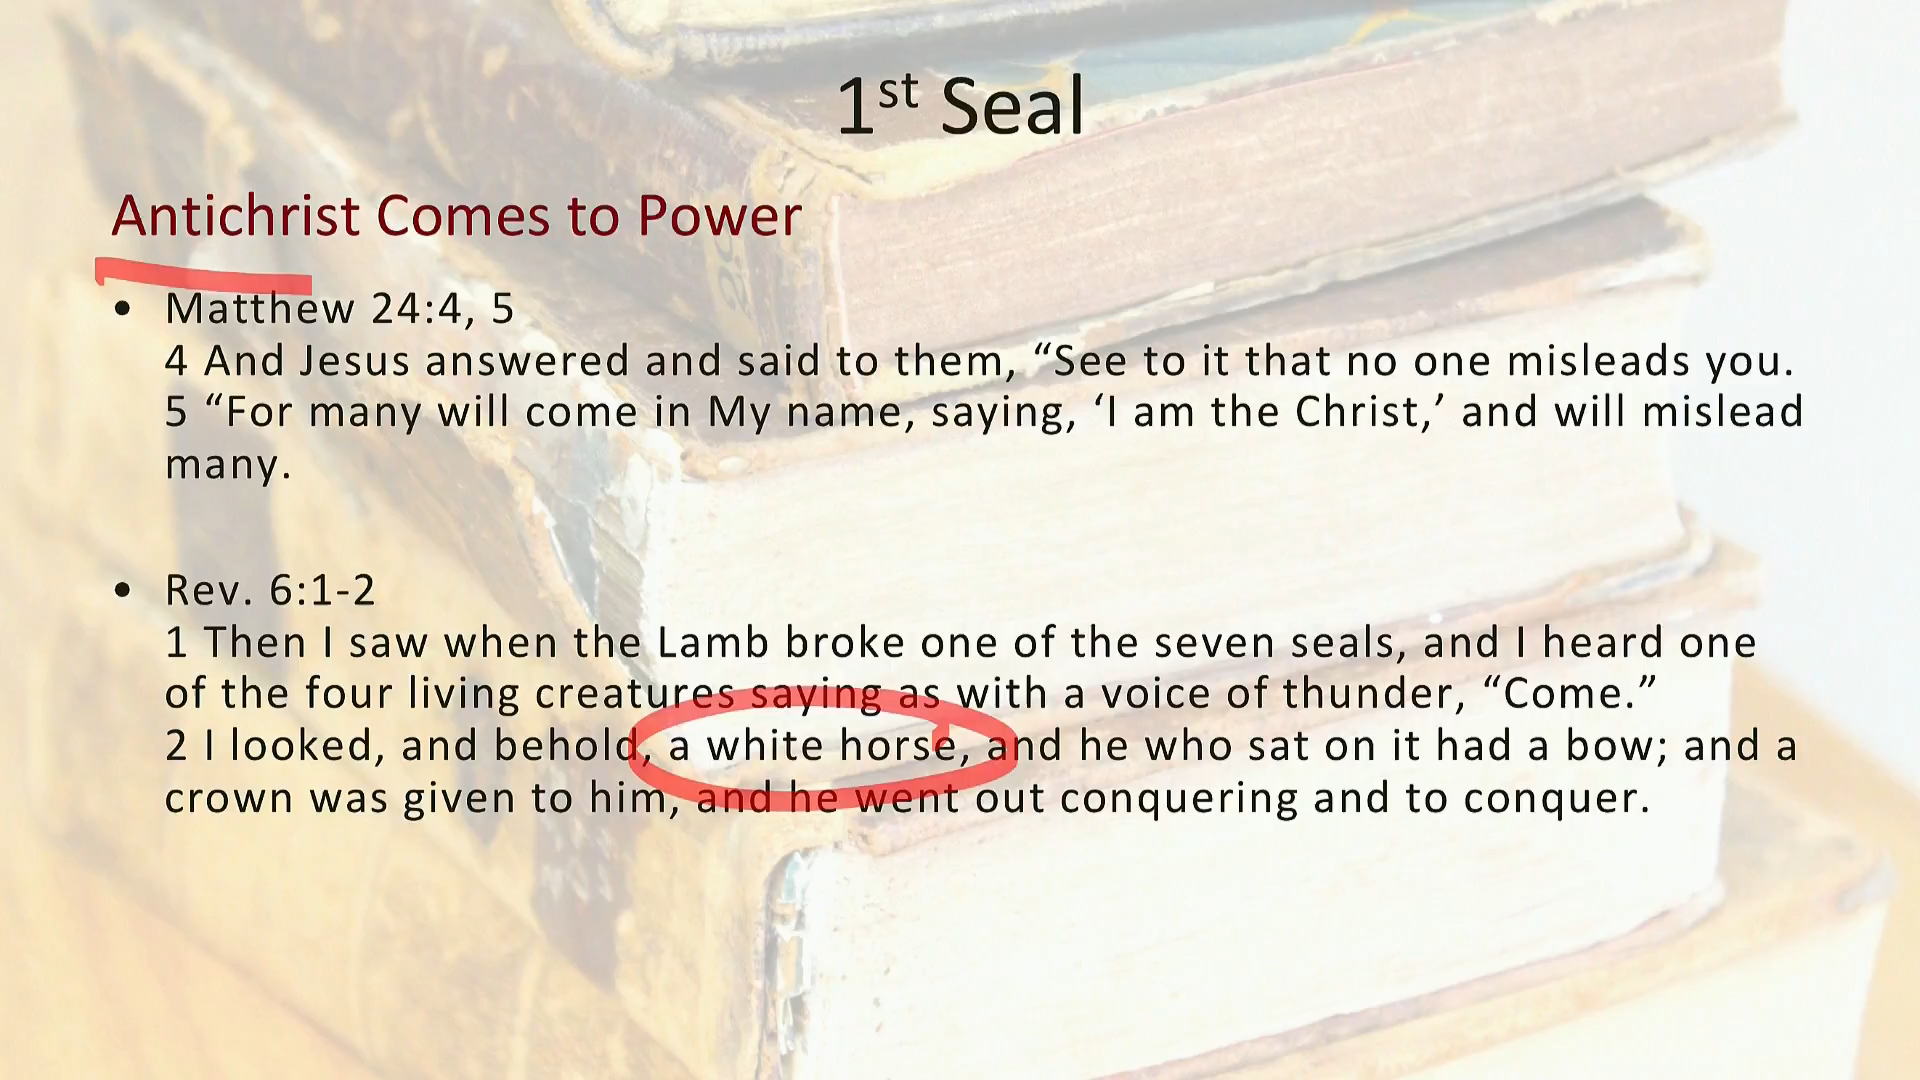 1st Seal
Antichrist Comes to Power
• Matthew 24:4, 5
4 And Jesus answered and said to them, “See to it that no one misleads you.
5 “For many will come in My name, saying, ‘I am the Christ,’ and will mislead
many.
• Rev. 6:1-2
1 Then I saw when the Lamb broke one of the seven seals, and I heard one
of the four living creatures saying as with a voice of thunder, “Come.”
2 I looked, and behold, a white horse, and he who sat on it had a bow; and a
crown was given to him, and he went out conquering and to conquer.